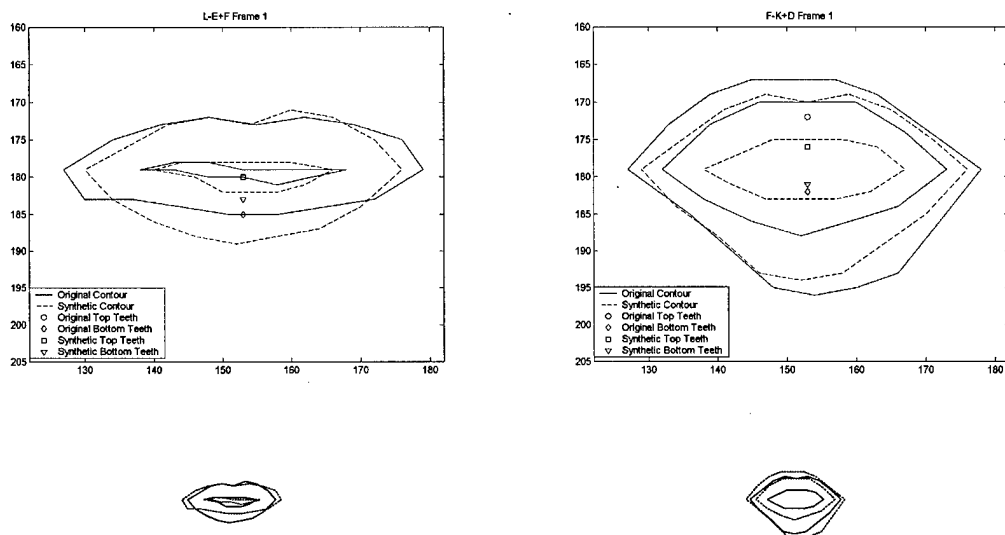 L-E+F Frame 1
160
165
170
175
180
185
190
195
200
205
130
140
150
160
170
180
Original Contour
Synthetic Contour
Original Top Teeth
Original Bottom Teeth
Synthetic Top Teeth
Synthetic Bottom Teeth
F-K+D Frame 1
160
165
170
175
180
185
190
195
200
205
130
140
150
160
170
180
Original Contour
Synthetic Contour
Original Top Teeth
Original Bottom Teeth
Synthetic Top Teeth
Synthetic Bottom Teeth